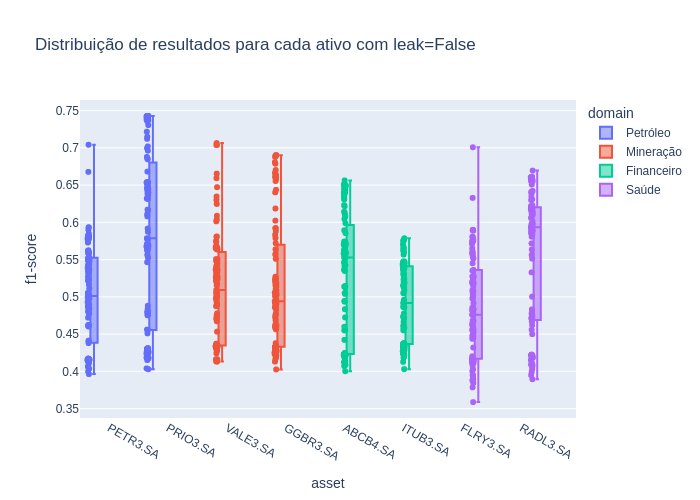 Distribuição de resultados para cada ativo com leak=False
domain
Petróleo
Mineração
Financeiro
Saúde
f1-score
0.75
0.7
0.65
0.6
0.55
0.5
0.45
0.4
0.35
PETR3.SA
PRIO3.SA
VALE3.SA
GGBR3.SA
ABCB4.SA
ITUB3.SA
FLRY3.SA
RADL3.SA
asset